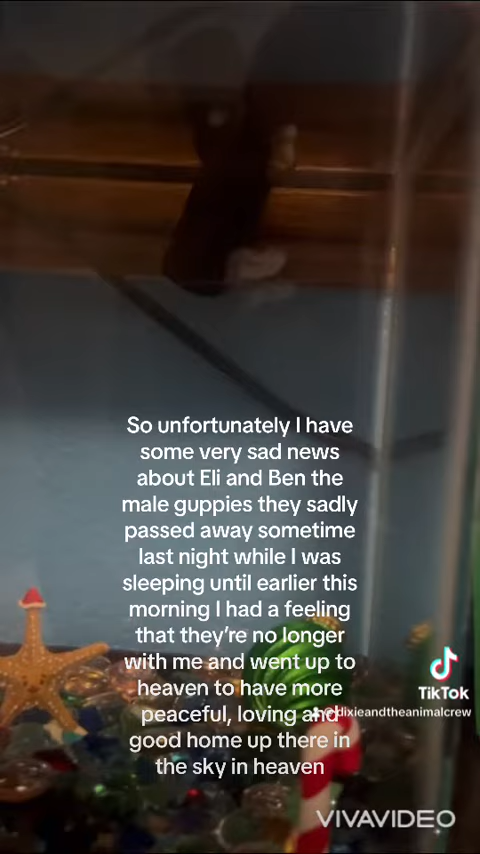 So unfortunately I have
some very sad news
about Eli and Ben the
male guppies they sadly
passed away sometime
last night while I was
sleeping until earlier this
morning I had a feeling
that they're no longer
with me and went up to
heaven to have more
peaceful, loving and
good home up there in
the sky in heaven
TikTok
@dixieandtheanimalcrew
VIVAVIDEO